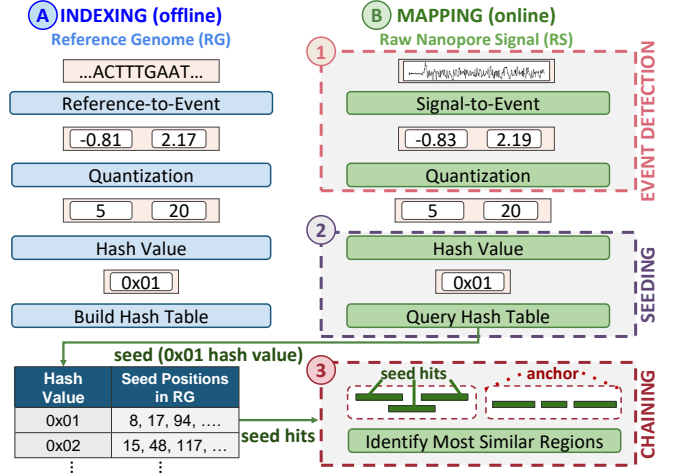 A INDEXING (offline)
Reference Genome (RG)
...ACTTTGAAT...
Reference-to-Event
-0.81 2.17
Quantization
5 20
Hash Value
0x01
Build Hash Table
B MAPPING (online)
Raw Nanopore Signal (RS)
1
Signal-to-Event
-0.83 2.19
Quantization
EVENT DETECTION
5 20
2
Hash Value
0x01
Query Hash Table
SEEDING
seed (0x01 hash value)
Hash Value
Seed Positions in RG
0x01 8, 17, 94, ....
0x02 15, 48, 117, ...
⋮ ⋮
seed hits
3
seed hits
anchor
Identify Most Similar Regions
CHAINING